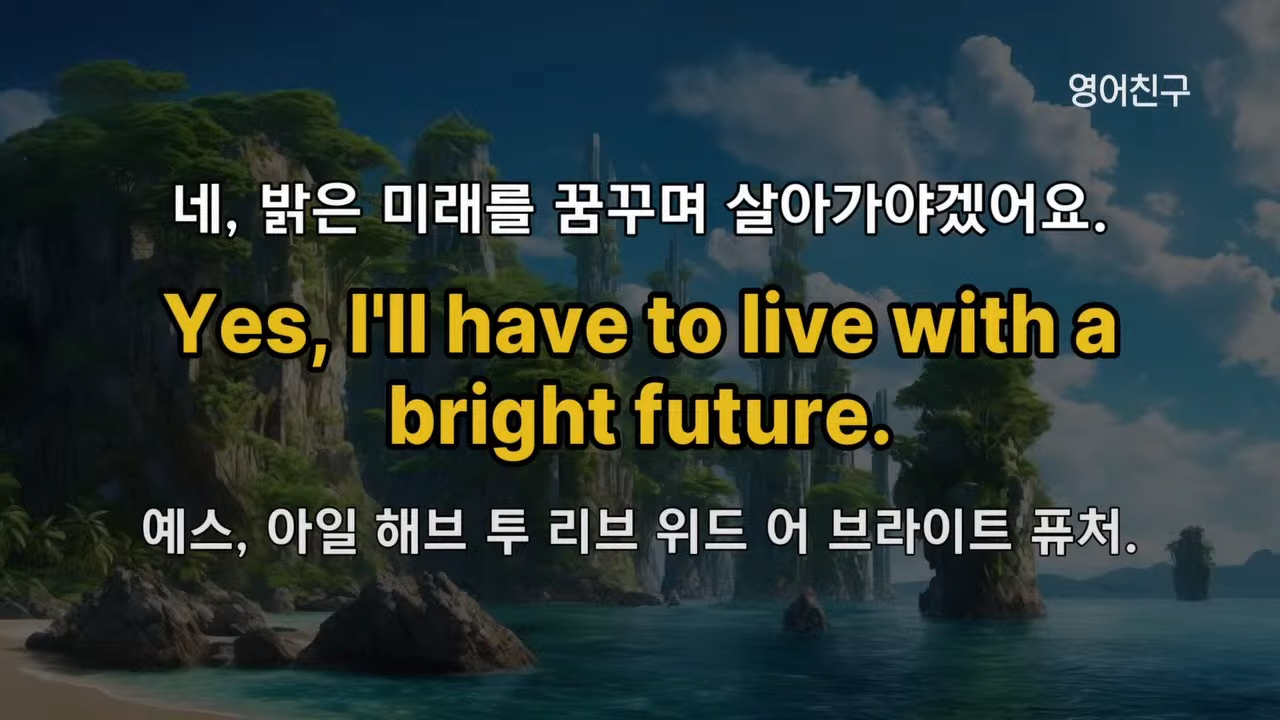 영어친구
네, 밝은 미래를 꿈꾸며 살아가야겠어요.
Yes, I'll have to live with a
bright future.
예스, 아일 해브 투 리브 위드 어 브라이트 퓨처.